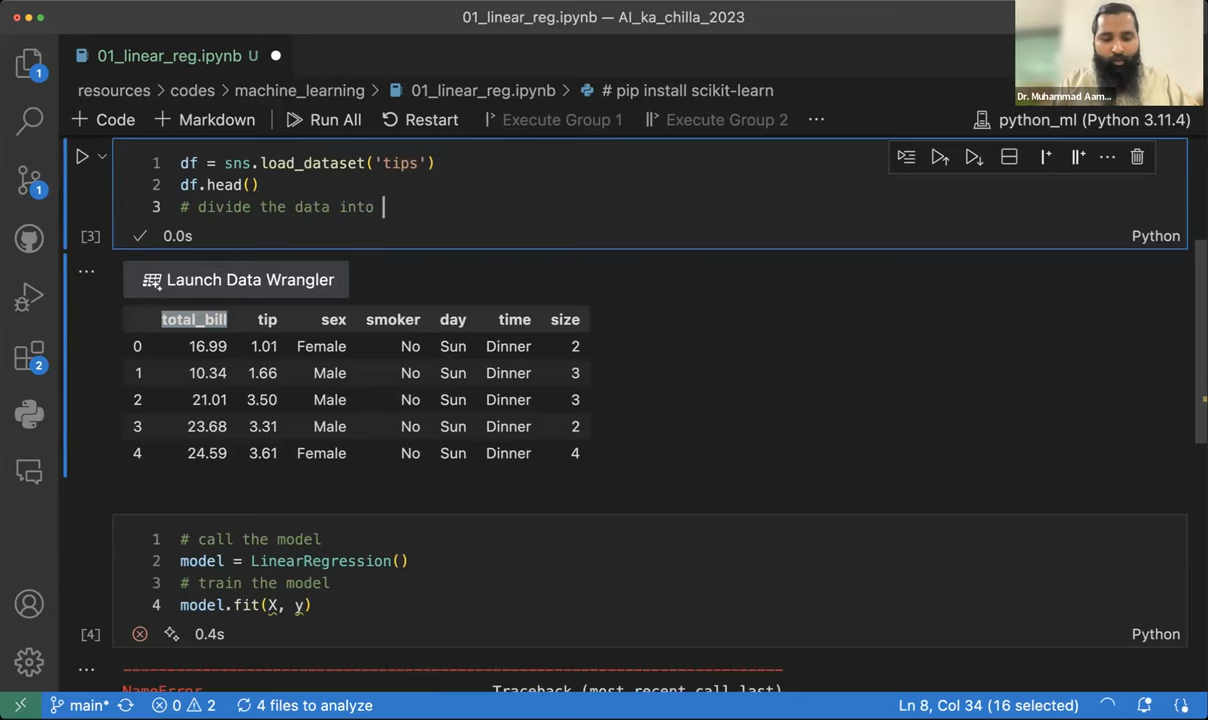 01_linear_reg.ipynb — AI_ka_chilla_2023
01_linear_reg.ipynb U
resources > codes > machine_learning > 01_linear_reg.ipynb > # pip install scikit-learn
+ Code + Markdown Run All Restart Execute Group 1 Execute Group 2 ... python_ml (Python 3.11.4)
Dr. Muhammad Aam...
1 df = sns.load_dataset('tips')
2 df.head()
3 # divide the data into
[3] 0.0s Python
Launch Data Wrangler
total_bill tip sex smoker day time size
0 16.99 1.01 Female No Sun Dinner 2
1 10.34 1.66 Male No Sun Dinner 3
2 21.01 3.50 Male No Sun Dinner 3
3 23.68 3.31 Male No Sun Dinner 2
4 24.59 3.61 Female No Sun Dinner 4
1 # call the model
2 model = LinearRegression()
3 # train the model
4 model.fit(X, y)
[4] 0.4s Python
NameError Traceback (most recent call last)
1
1
2
main* 0 2 4 files to analyze Ln 8, Col 34 (16 selected)